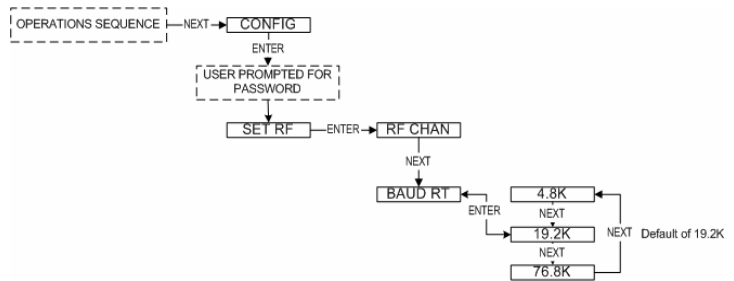 OPERATIONS SEQUENCE
NEXT
CONFIG
ENTER
USER PROMPTED FOR
PASSWORD
SET RF
ENTER
RF CHAN
NEXT
BAUD RT
ENTER
4.8K
NEXT
19.2K
NEXT
76.8K
NEXT
Default of 19.2K